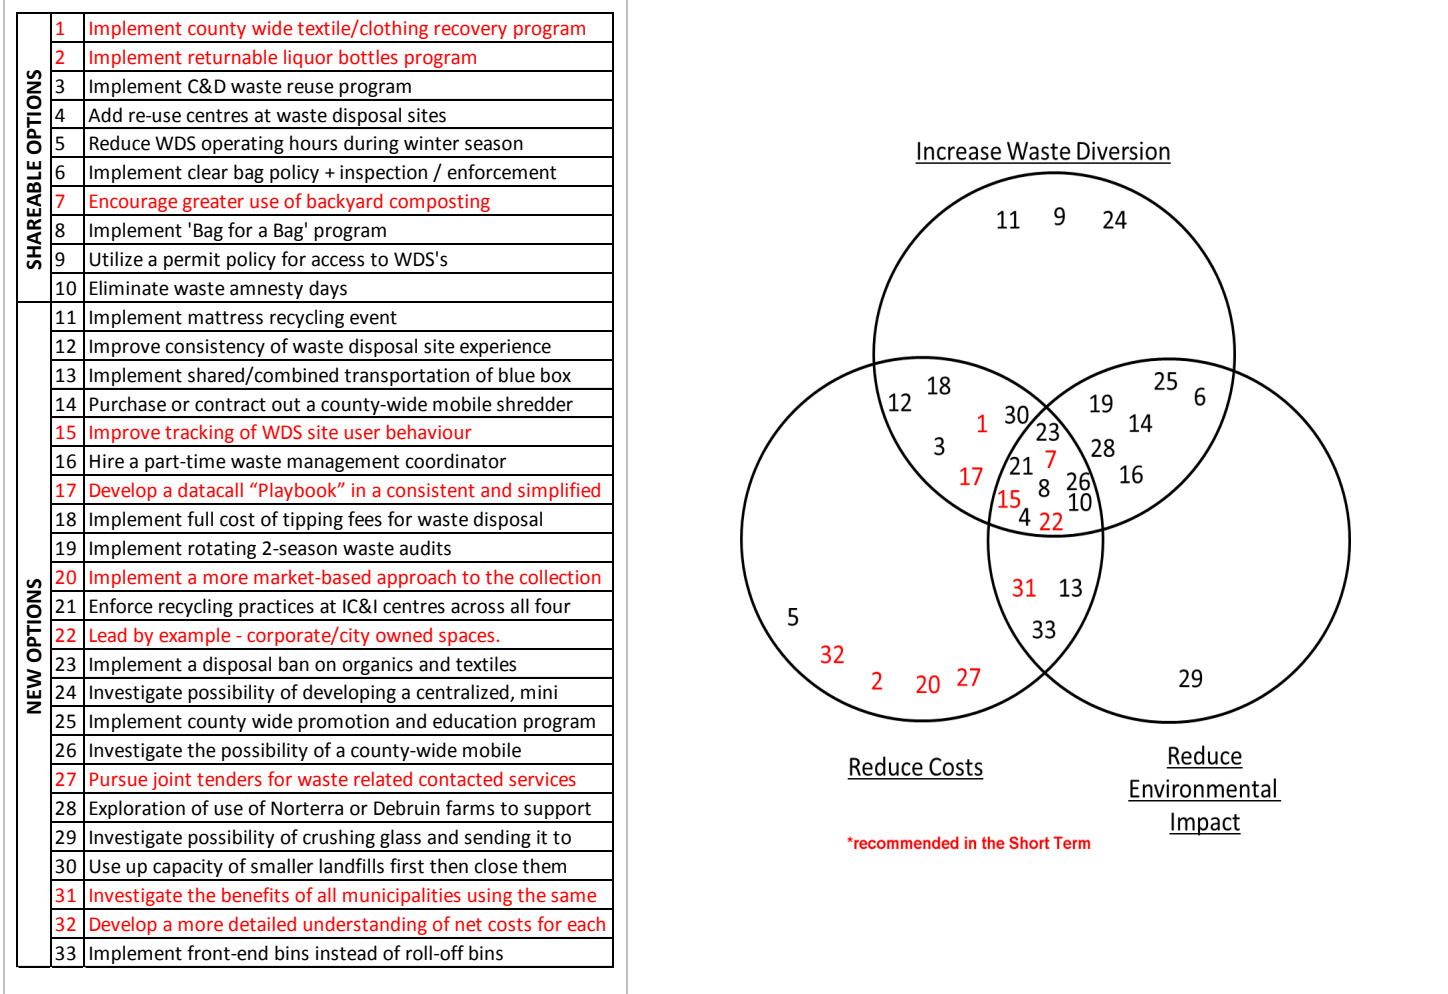 SHAREABLE OPTIONS
1 Implement county wide textile/clothing recovery program
2 Implement returnable liquor bottles program
3 Implement C&D waste reuse program
4 Add re-use centres at waste disposal sites
5 Reduce WDS operating hours during winter season
6 Implement clear bag policy + inspection / enforcement
7 Encourage greater use of backyard composting
8 Implement 'Bag for a Bag' program
9 Utilize a permit policy for access to WDS's
10 Eliminate waste amnesty days
NEW OPTIONS
11 Implement mattress recycling event
12 Improve consistency of waste disposal site experience
13 Implement shared/combined transportation of blue box
14 Purchase or contract out a county-wide mobile shredder
15 Improve tracking of WDS site user behaviour
16 Hire a part-time waste management coordinator
17 Develop a datacall “Playbook” in a consistent and simplified
18 Implement full cost of tipping fees for waste disposal
19 Implement rotating 2-season waste audits
20 Implement a more market-based approach to the collection
21 Enforce recycling practices at IC&I centres across all four
22 Lead by example - corporate/city owned spaces.
23 Implement a disposal ban on organics and textiles
24 Investigate possibility of developing a centralized, mini
25 Implement county wide promotion and education program
26 Investigate the possibility of a county-wide mobile
27 Pursue joint tenders for waste related contacted services
28 Exploration of use of Norterra or Debruin farms to support
29 Investigate possibility of crushing glass and sending it to
30 Use up capacity of smaller landfills first then close them
31 Investigate the benefits of all municipalities using the same
32 Develop a more detailed understanding of net costs for each
33 Implement front-end bins instead of roll-off bins
Increase Waste Diversion
11 9 24
12 18 1 30 3 17
25 6 19 14 28 16
23 7 21 8 26 15 10 4 22
31 13
33
5
32
2 20 27
29
Reduce Costs
Reduce
Environmental
Impact
*recommended in the Short Term